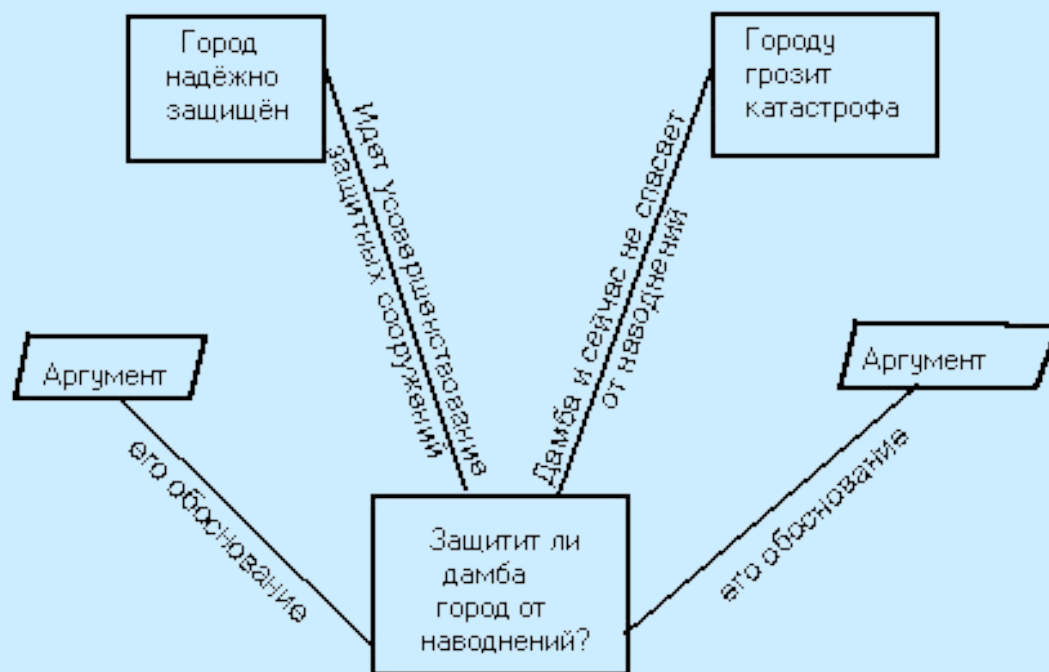 Город
надёжно
защищён
Городу
грозит
катастрофа
Идет усовершенствование
защитных сооружений
Дамба и сейчас не спасает
от наводнений
Аргумент
Аргумент
его обоснование
его обоснование
Защитит ли
дамба
город от
наводнений?